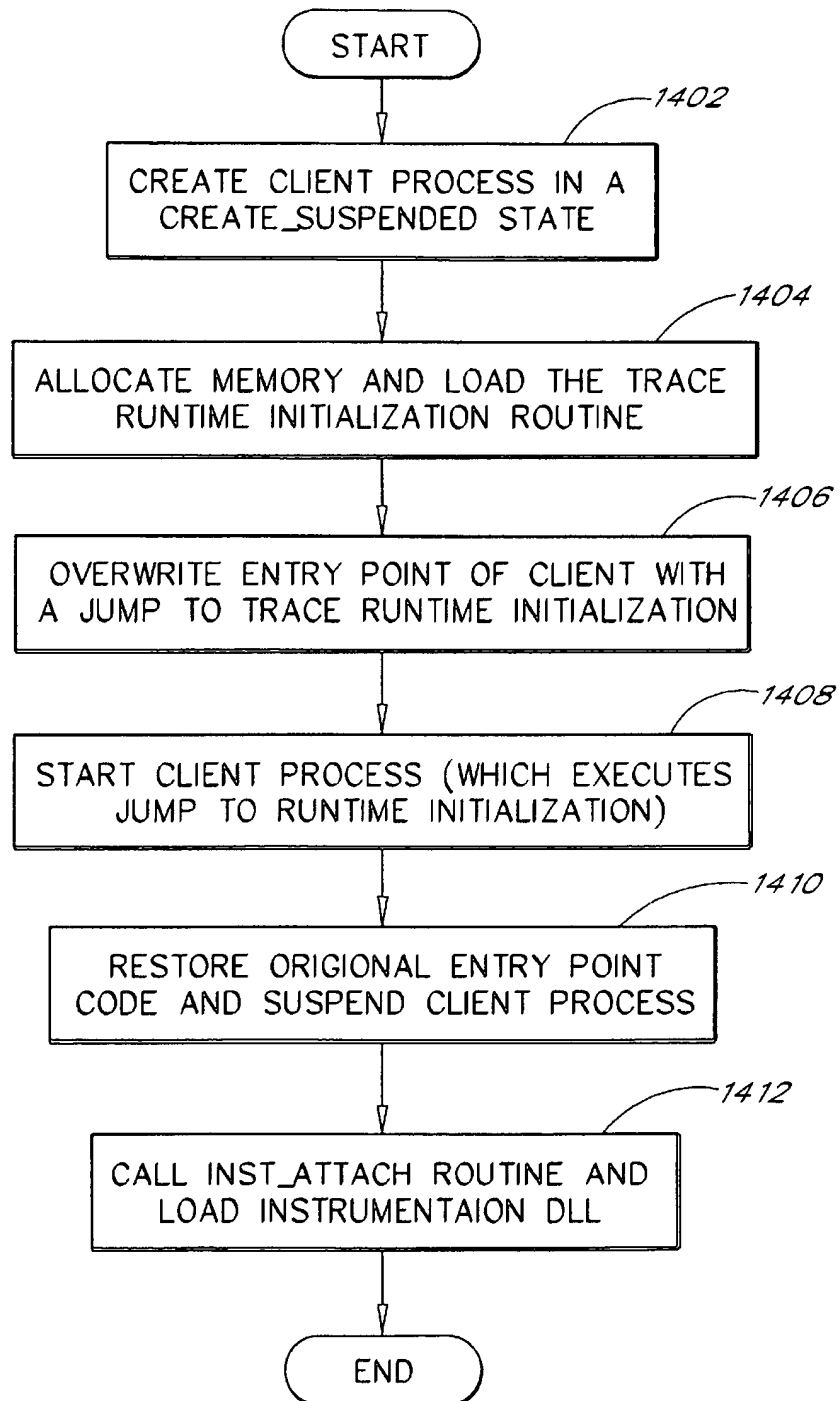 START
1402
CREATE CLIENT PROCESS IN A
CREATE_SUSPENDED STATE
1404
ALLOCATE MEMORY AND LOAD THE TRACE
RUNTIME INITIALIZATION ROUTINE
1406
OVERWRITE ENTRY POINT OF CLIENT WITH
A JUMP TO TRACE RUNTIME INITIALIZATION
1408
START CLIENT PROCESS (WHICH EXECUTES
JUMP TO RUNTIME INITIALIZATION)
1410
RESTORE ORIGIONAL ENTRY POINT
CODE AND SUSPEND CLIENT PROCESS
1412
CALL INST_ATTACH ROUTINE AND
LOAD INSTRUMENTAION DLL
END